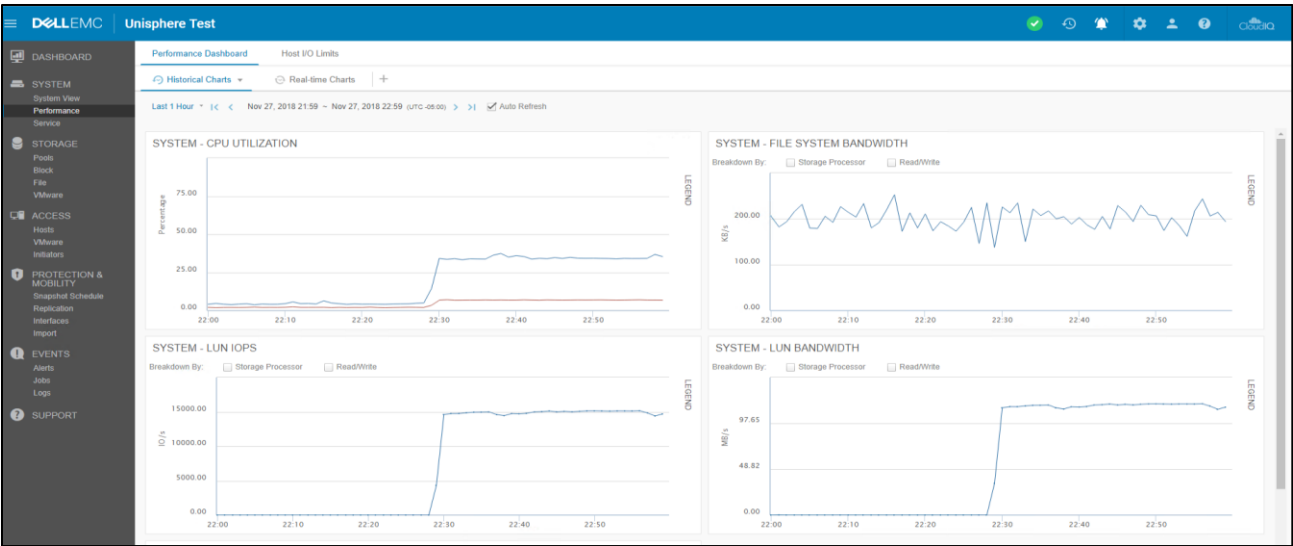 DELLEMC Unisphere Test CloudIQ
DASHBOARD
SYSTEM
System View
Performance
Service
STORAGE
Pools
Block
File
VMware
ACCESS
Hosts
VMware
Initiators
PROTECTION &
MOBILITY
Snapshot Schedule
Replication
Interfaces
Import
EVENTS
Alerts
Jobs
Logs
SUPPORT
Performance Dashboard Host I/O Limits
Historical Charts Real-time Charts +
Last 1 Hour |< < Nov 27, 2018 21:59 ~ Nov 27, 2018 22:59 (UTC -05:00) > >| Auto Refresh
SYSTEM - CPU UTILIZATION
LEGEND
Percentage
75.00
50.00
25.00
0.00
22:00 22:10 22:20 22:30 22:40 22:50
SYSTEM - FILE SYSTEM BANDWIDTH
Breakdown By: Storage Processor Read/Write
LEGEND
KB/s
200.00
100.00
0.00
22:00 22:10 22:20 22:30 22:40 22:50
SYSTEM - LUN IOPS
Breakdown By: Storage Processor Read/Write
LEGEND
IO/s
15000.00
10000.00
5000.00
0.00
22:00 22:10 22:20 22:30 22:40 22:50
SYSTEM - LUN BANDWIDTH
Breakdown By: Storage Processor Read/Write
LEGEND
MB/s
97.65
48.82
0.00
22:00 22:10 22:20 22:30 22:40 22:50